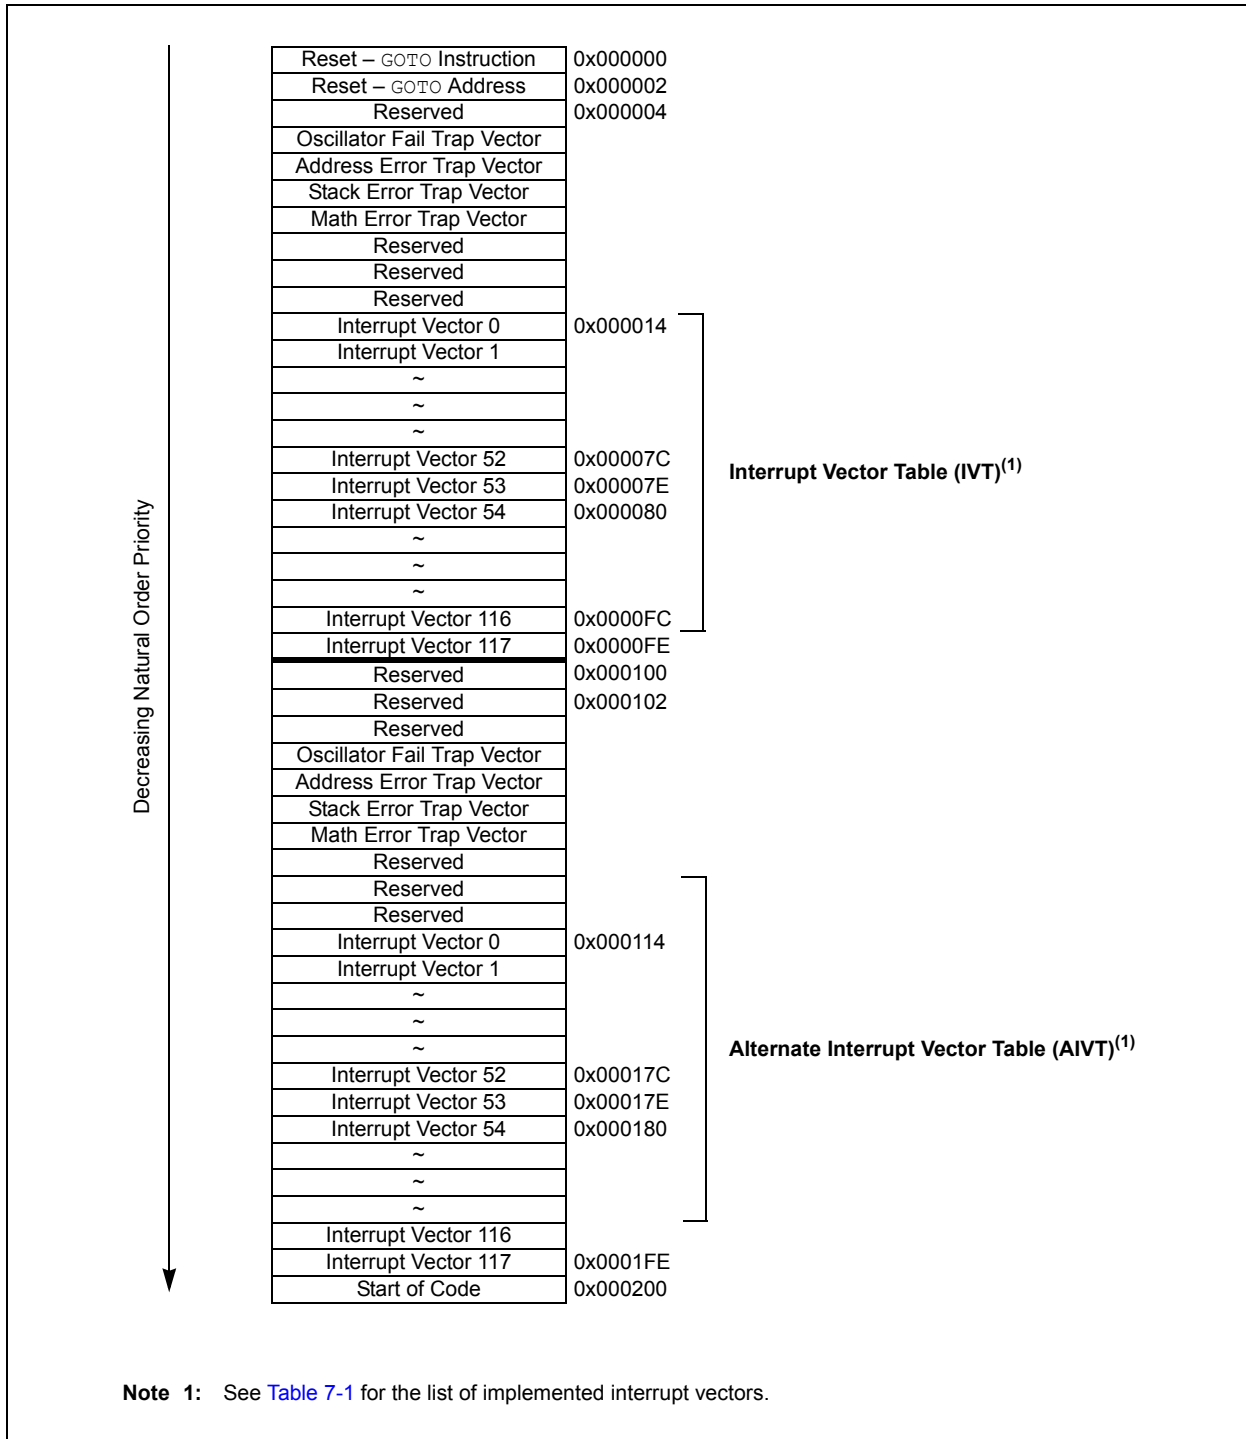 Reset – GOTO Instruction 0x000000
Reset – GOTO Address 0x000002
Reserved 0x000004
Oscillator Fail Trap Vector
Address Error Trap Vector
Stack Error Trap Vector
Math Error Trap Vector
Reserved
Reserved
Reserved
Interrupt Vector 0 0x000014
Interrupt Vector 1
~
~
~
Interrupt Vector 52 0x00007C
Interrupt Vector Table (IVT)(1)
Interrupt Vector 53 0x00007E
Interrupt Vector 54 0x000080
~
~
~
Interrupt Vector 116 0x0000FC
Interrupt Vector 117 0x0000FE
Decreasing Natural Order Priority
Reserved 0x000100
Reserved 0x000102
Reserved
Oscillator Fail Trap Vector
Address Error Trap Vector
Stack Error Trap Vector
Math Error Trap Vector
Reserved
Reserved
Reserved
Interrupt Vector 0 0x000114
Interrupt Vector 1
~
~
~
Alternate Interrupt Vector Table (AIVT)(1)
Interrupt Vector 52 0x00017C
Interrupt Vector 53 0x00017E
Interrupt Vector 54 0x000180
~
~
~
Interrupt Vector 116
Interrupt Vector 117 0x0001FE
Start of Code 0x000200
Note 1: See Table 7-1 for the list of implemented interrupt vectors.